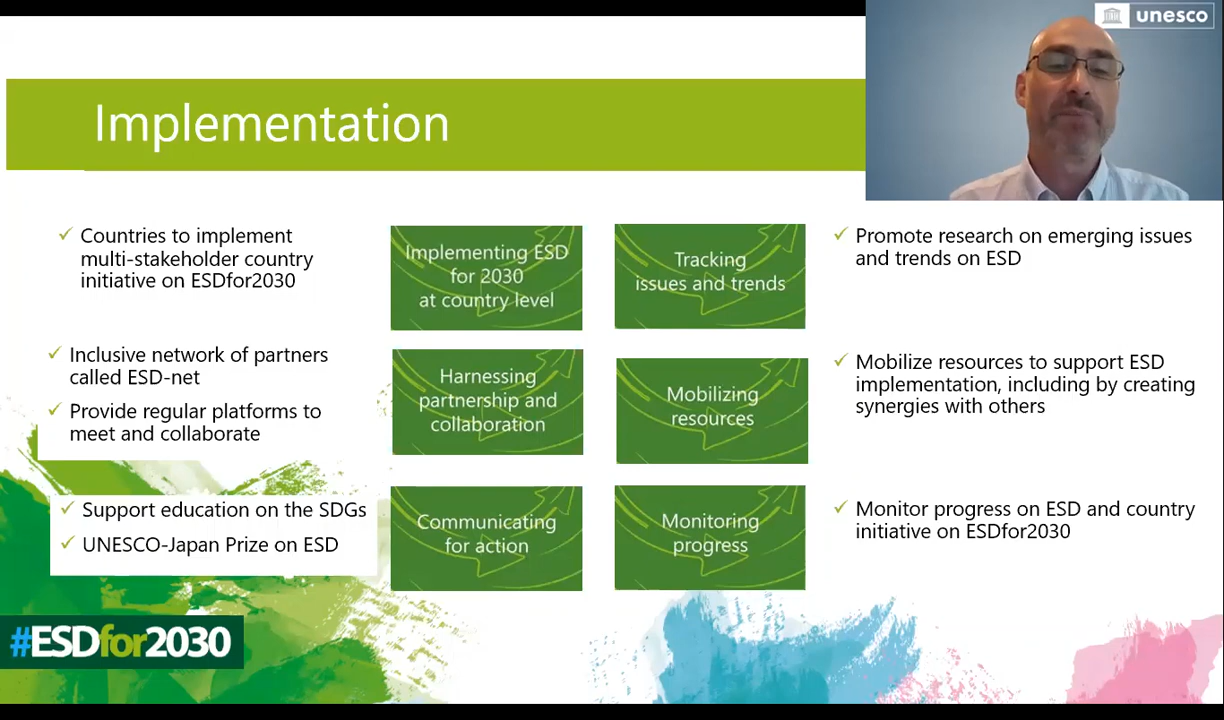 unesco
Implementation
Countries to implement
multi-stakeholder country
initiative on ESDfor2030
Implementing ESD
for 2030
at country level
Tracking
issues and trends
Promote research on emerging issues
and trends on ESD
Inclusive network of partners
called ESD-net
Provide regular platforms to
meet and collaborate
Harnessing
partnership and
collaboration
Mobilizing
resources
Mobilize resources to support ESD
implementation, including by creating
synergies with others
Support education on the SDGs
UNESCO-Japan Prize on ESD
Communicating
for action
Monitoring
progress
Monitor progress on ESD and country
initiative on ESDfor2030
#ESDfor2030